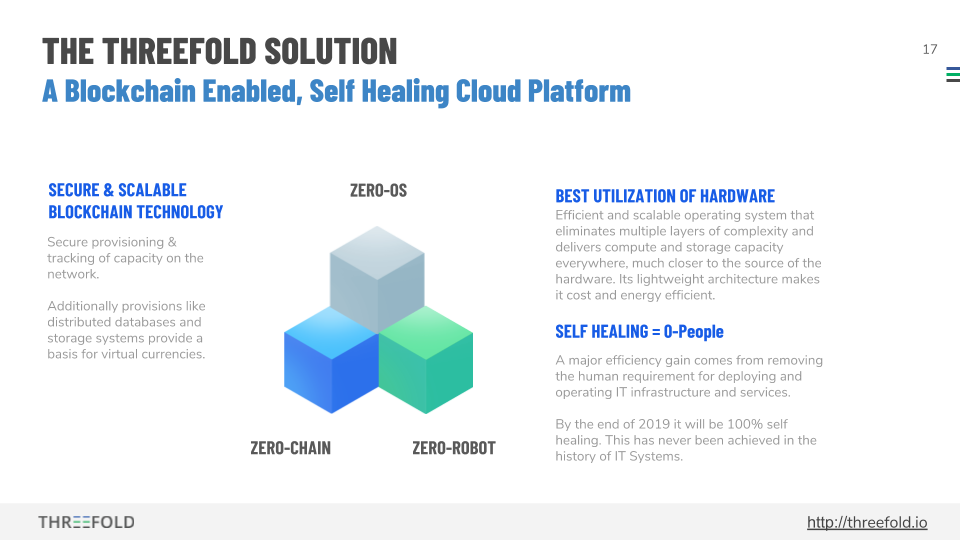 THE THREEFOLD SOLUTION
17
A Blockchain Enabled, Self Healing Cloud Platform
SECURE & SCALABLE
BLOCKCHAIN TECHNOLOGY
Secure provisioning &
tracking of capacity on the
network.
Additionally provisions like
distributed databases and
storage systems provide a
basis for virtual currencies.
ZERO-OS
ZERO-CHAIN
ZERO-ROBOT
BEST UTILIZATION OF HARDWARE
Efficient and scalable operating system that
eliminates multiple layers of complexity and
delivers compute and storage capacity
everywhere, much closer to the source of the
hardware. Its lightweight architecture makes
it cost and energy efficient.
SELF HEALING = 0-People
A major efficiency gain comes from removing
the human requirement for deploying and
operating IT infrastructure and services.
By the end of 2019 it will be 100% self
healing. This has never been achieved in the
history of IT Systems.
THREEFOLD
http://threefold.io